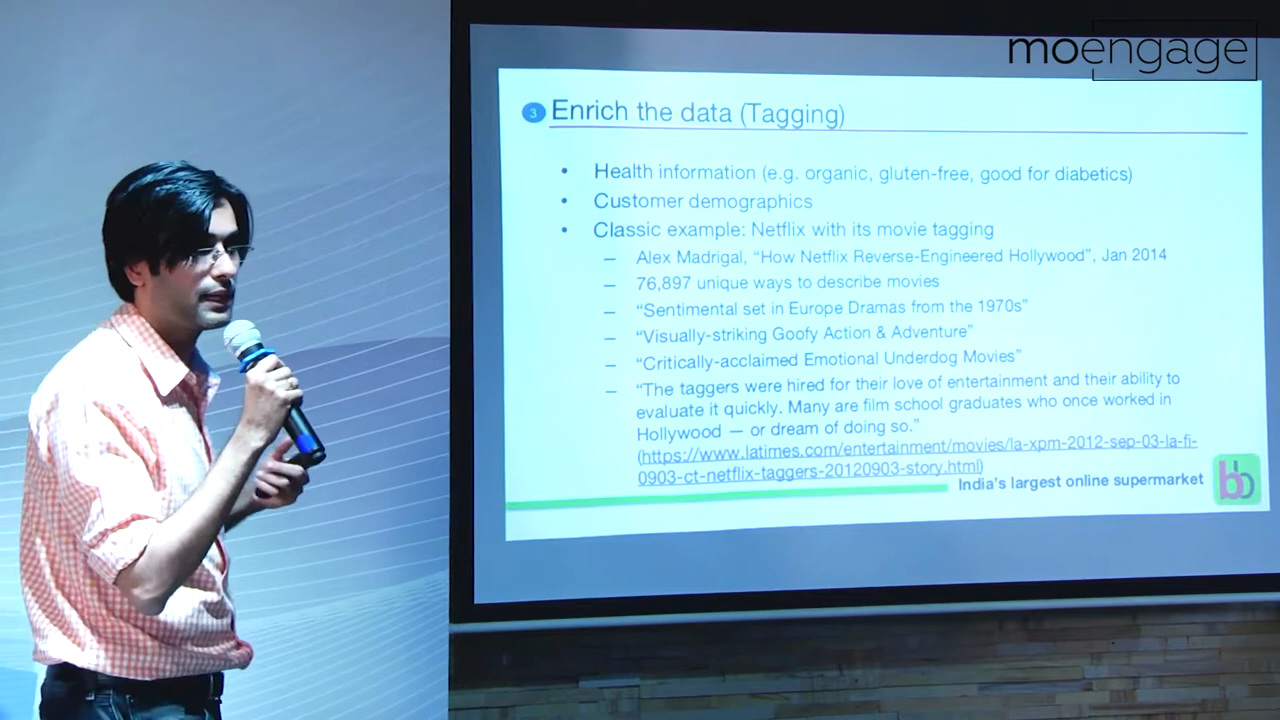 moengage
3 Enrich the data (Tagging)
• Health information (e.g. organic, gluten-free, good for diabetics)
• Customer demographics
• Classic example: Netflix with its movie tagging
– Alex Madrigal, “How Netflix Reverse-Engineered Hollywood”, Jan 2014
– 76,897 unique ways to describe movies
– “Sentimental set in Europe Dramas from the 1970s”
– “Visually-striking Goofy Action & Adventure”
– “Critically-acclaimed Emotional Underdog Movies”
– “The taggers were hired for their love of entertainment and their ability to
evaluate it quickly. Many are film school graduates who once worked in
Hollywood — or dream of doing so.”
(https://www.latimes.com/entertainment/movies/la-xpm-2012-sep-03-la-fi-
0903-ct-netflix-taggers-20120903-story.html)
India's largest online supermarket
bb